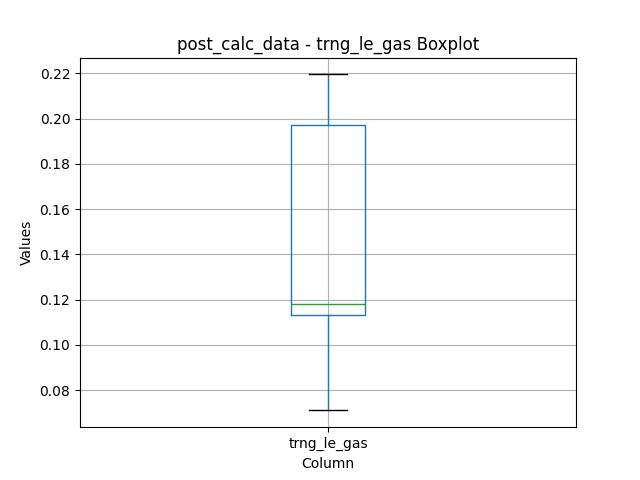 post_calc_data - trng_le_gas Boxplot
0.22
0.20
0.18
0.16
0.14
0.12
0.10
0.08
Values
trng_le_gas
Column